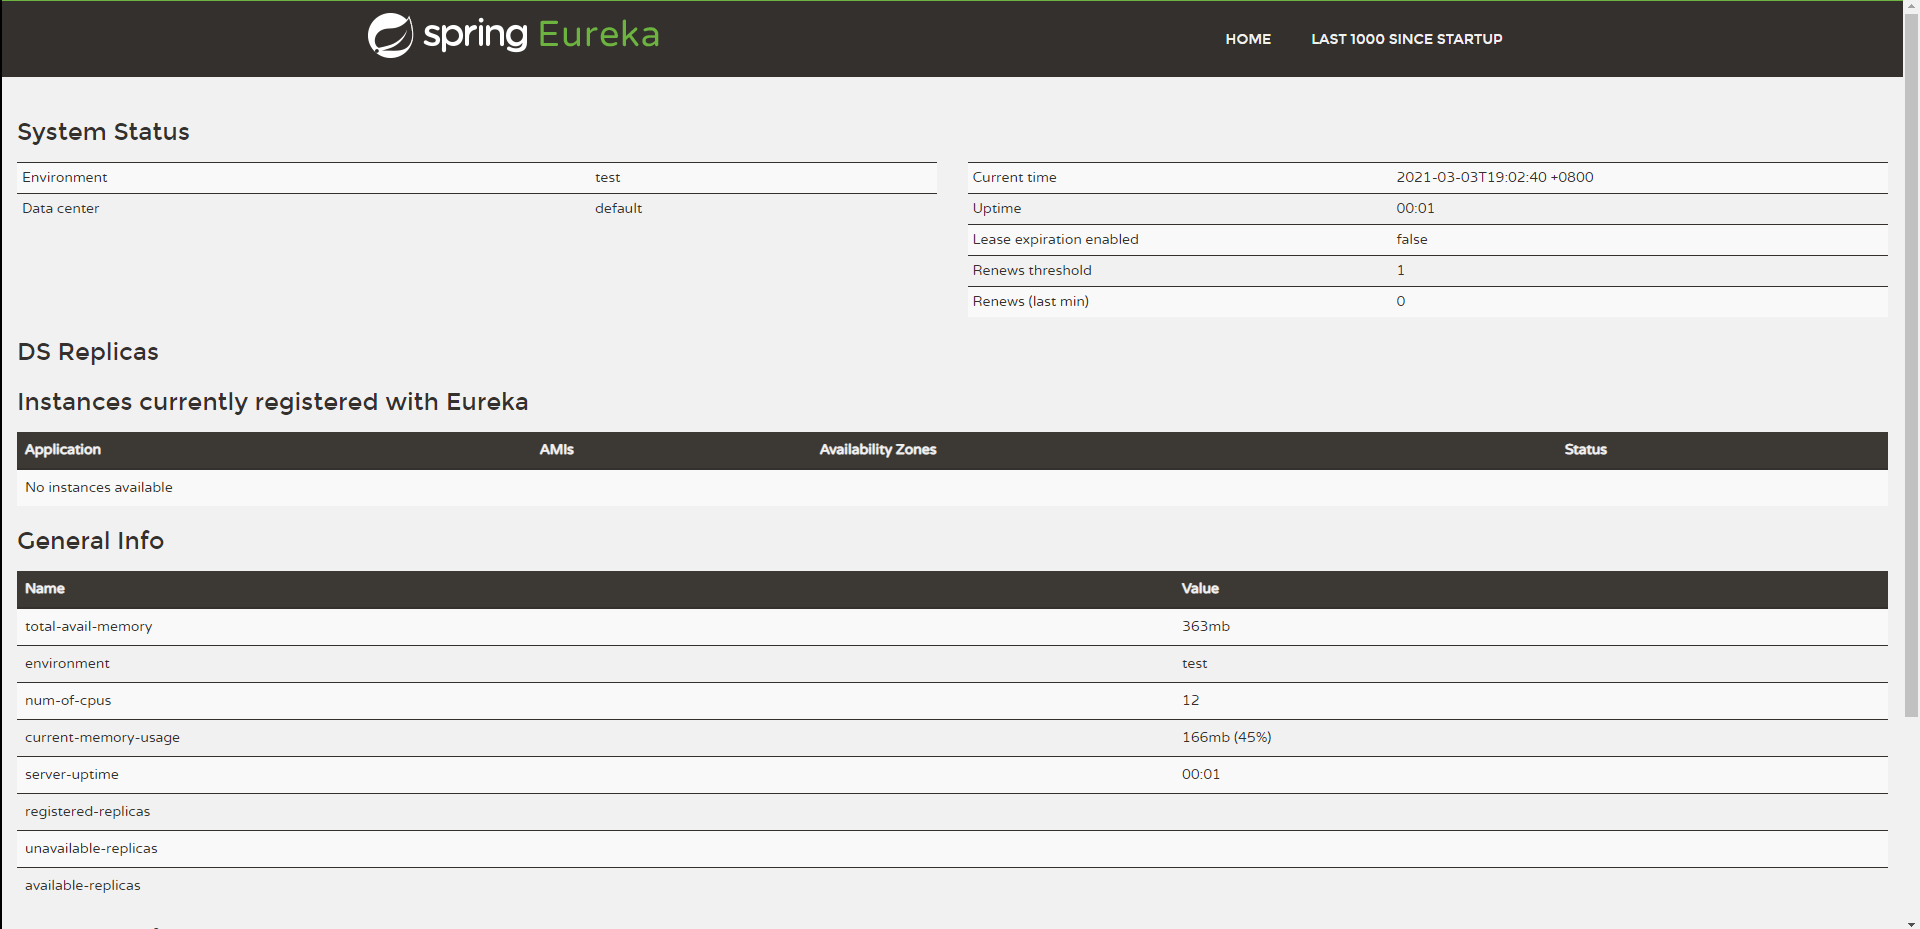 spring Eureka
HOME LAST 1000 SINCE STARTUP
System Status
Environment test
Data center default
Current time 2021-03-03T19:02:40 +0800
Uptime 00:01
Lease expiration enabled false
Renews threshold 1
Renews (last min) 0
DS Replicas
Instances currently registered with Eureka
Application AMIs Availability Zones Status
No instances available
General Info
Name Value
total-avail-memory 363mb
environment test
num-of-cpus 12
current-memory-usage 166mb (45%)
server-uptime 00:01
registered-replicas
unavailable-replicas
available-replicas